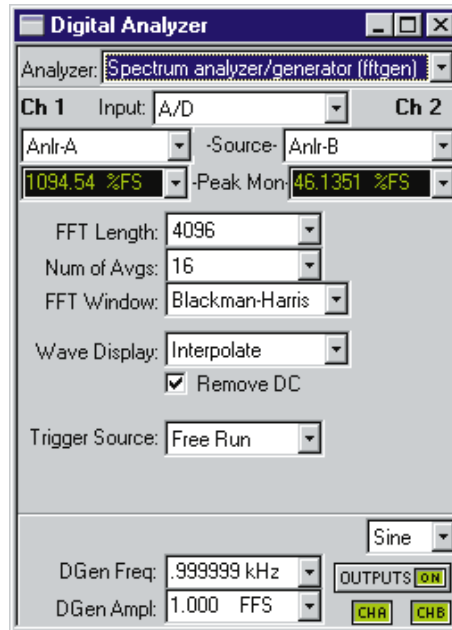 Digital Analyzer
Analyzer: Spectrum analyzer/generator (fftgen)
Ch 1 Input: A/D Ch 2
Anlr-A -Source- Anlr-B
1094.54 %FS -Peak Mon- 46.1351 %FS
FFT Length: 4096
Num of Avgs: 16
FFT Window: Blackman-Harris
Wave Display: Interpolate
Remove DC
Trigger Source: Free Run
Sine
DGen Freq: .999999 kHz OUTPUTS ON
DGen Ampl: 1.000 FFS CHA CHB